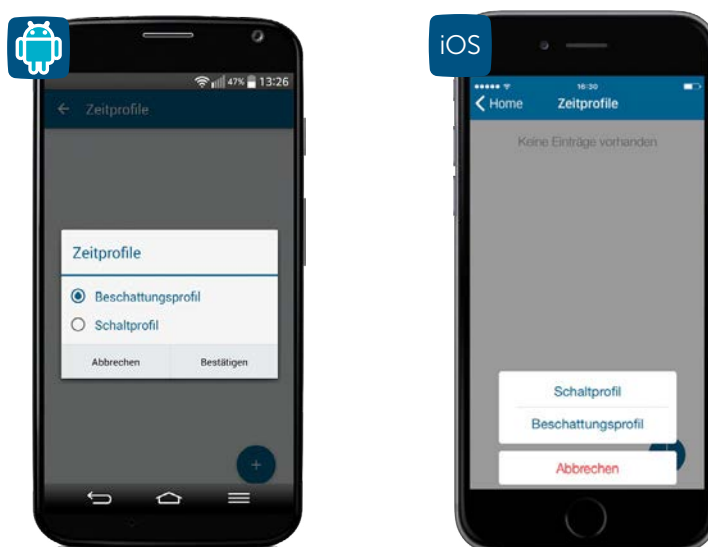 47% 13:26
Zeitprofile
Zeitprofile
Beschattungsprofil
Schaltprofil
Abbrechen Bestätigen
iOS
16:30
Home Zeitprofile
Keine Einträge vorhanden
Schaltprofil
Beschattungsprofil
Abbrechen